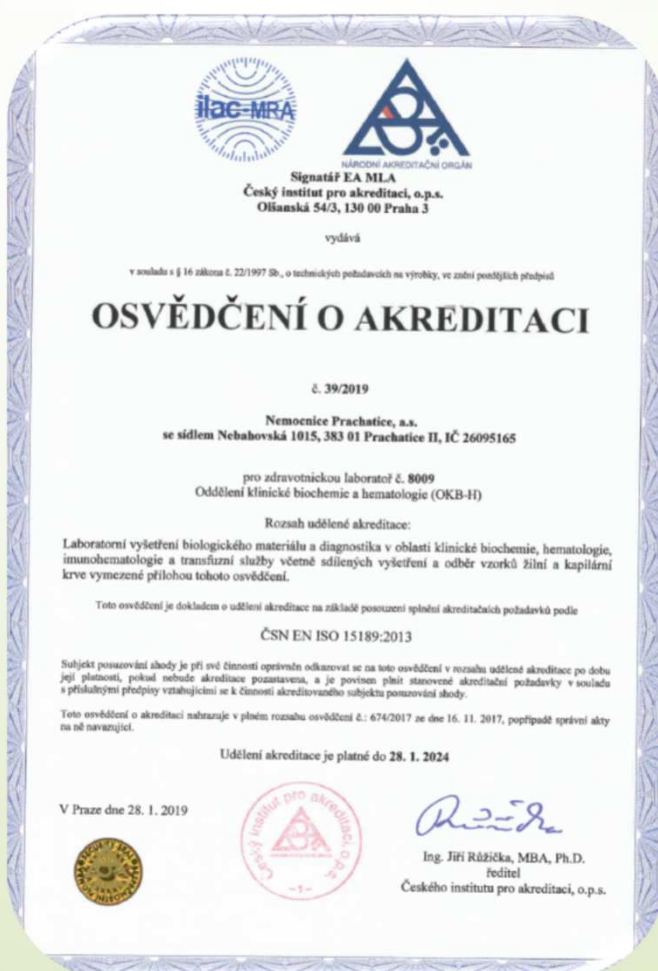 ilac-MRA
NÁRODNÍ AKREDITAČNÍ ORGÁN
Signatář EA MLA
Český institut pro akreditaci, o.p.s.
Olšanská 54/3, 130 00 Praha 3
vydává
v souladu s § 16 zákona č. 22/1997 Sb., o technických požadavcích na výrobky, ve znění pozdějších předpisů
OSVĚDČENÍ O AKREDITACI
č. 39/2019
Nemocnice Prachatice, a.s.
se sídlem Nebahovská 1015, 383 01 Prachatice II, IČ 26095165
pro zdravotnickou laboratoř č. 8009
Oddělení klinické biochemie a hematologie (OKB-H)
Rozsah udělené akreditace:
Laboratorní vyšetření biologického materiálu a diagnostika v oblasti klinické biochemie, hematologie,
imunohematologie a transfuzní služby včetně sdílených vyšetření a odběr vzorků žilní a kapilární
krve vymezené přílohou tohoto osvědčení.
Toto osvědčení je dokladem o udělení akreditace na základě posouzení splnění akreditačních požadavků podle
ČSN EN ISO 15189:2013
Subjekt posuzování shody je při své činnosti oprávněn odkazovat se na toto osvědčení v rozsahu udělené akreditace po dobu
její platnosti, pokud nebude akreditace pozastavena, a je povinen plnit stanovené akreditační požadavky v souladu
s příslušnými předpisy vztahujícími se k činnosti akreditovaného subjektu posuzování shody.
Toto osvědčení o akreditaci nahrazuje v plném rozsahu osvědčení č.: 674/2017 ze dne 16. 11. 2017, popřípadě správní akty
na ně navazující.
Udělení akreditace je platné do 28. 1. 2024
V Praze dne 28. 1. 2019
Český institut pro akreditaci, o.p.s.
-1-
Ing. Jiří Růžička, MBA, Ph.D.
ředitel
Českého institutu pro akreditaci, o.p.s.